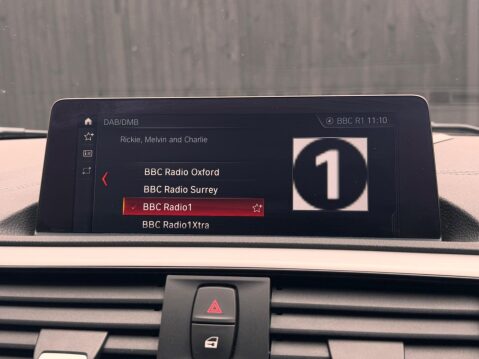 DAB/DMB
BBC R1 11:10
Rickie, Melvin and Charlie
BBC Radio Oxford
BBC Radio Surrey
BBC Radio1
BBC Radio1Xtra
1